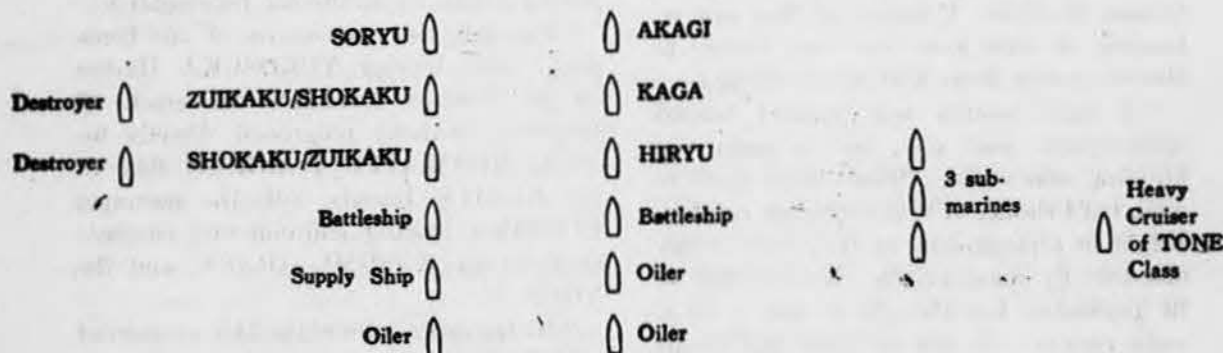 SORYU AKAGI
Destroyer ZUIKAKU/SHOKAKU KAGA
Destroyer SHOKAKU/ZUIKAKU HIRYU
3 sub-
marines
Heavy
Cruiser
of TONE
Class
Battleship Battleship
Supply Ship Oiler
Oiler Oiler